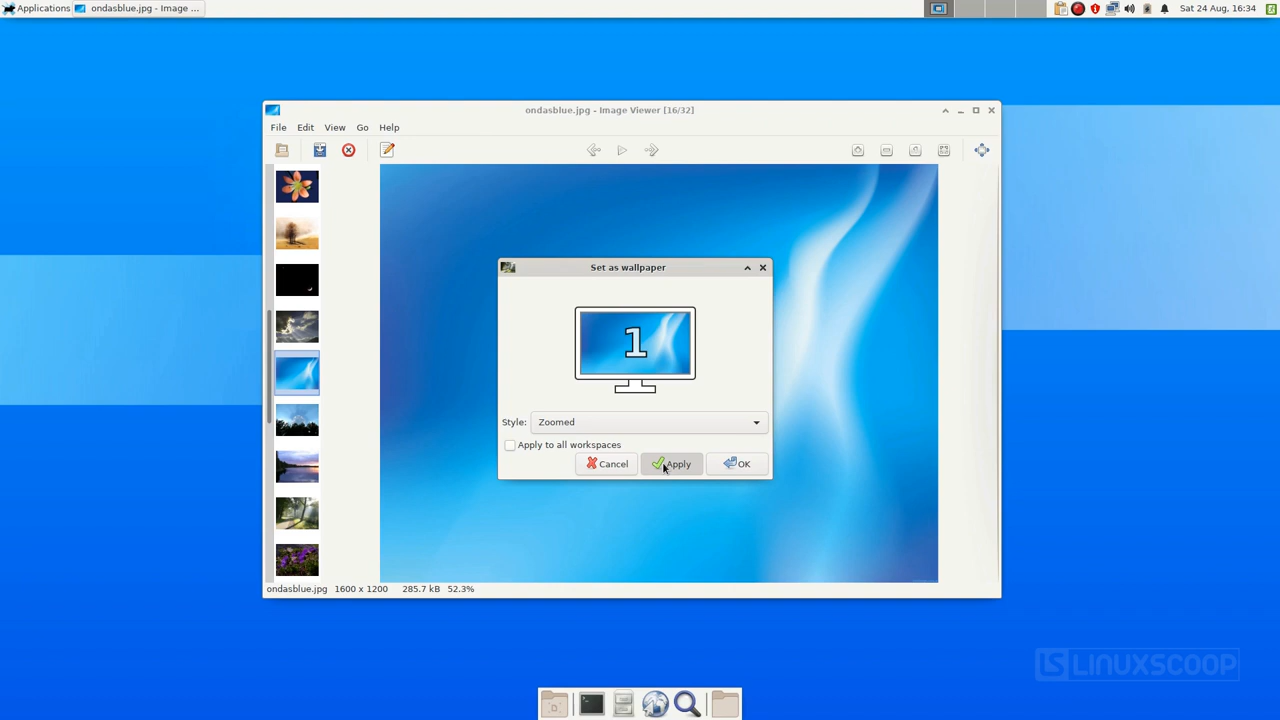 Applications ondasblue.jpg - Image ... Sat 24 Aug, 16:34
ondasblue.jpg - Image Viewer [16/32]
File Edit View Go Help
Set as wallpaper
1
Style: Zoomed
Apply to all workspaces
Cancel Apply OK
ondasblue.jpg 1600 x 1200 285.7 kB 52.3%
LS LINUXSCOOP